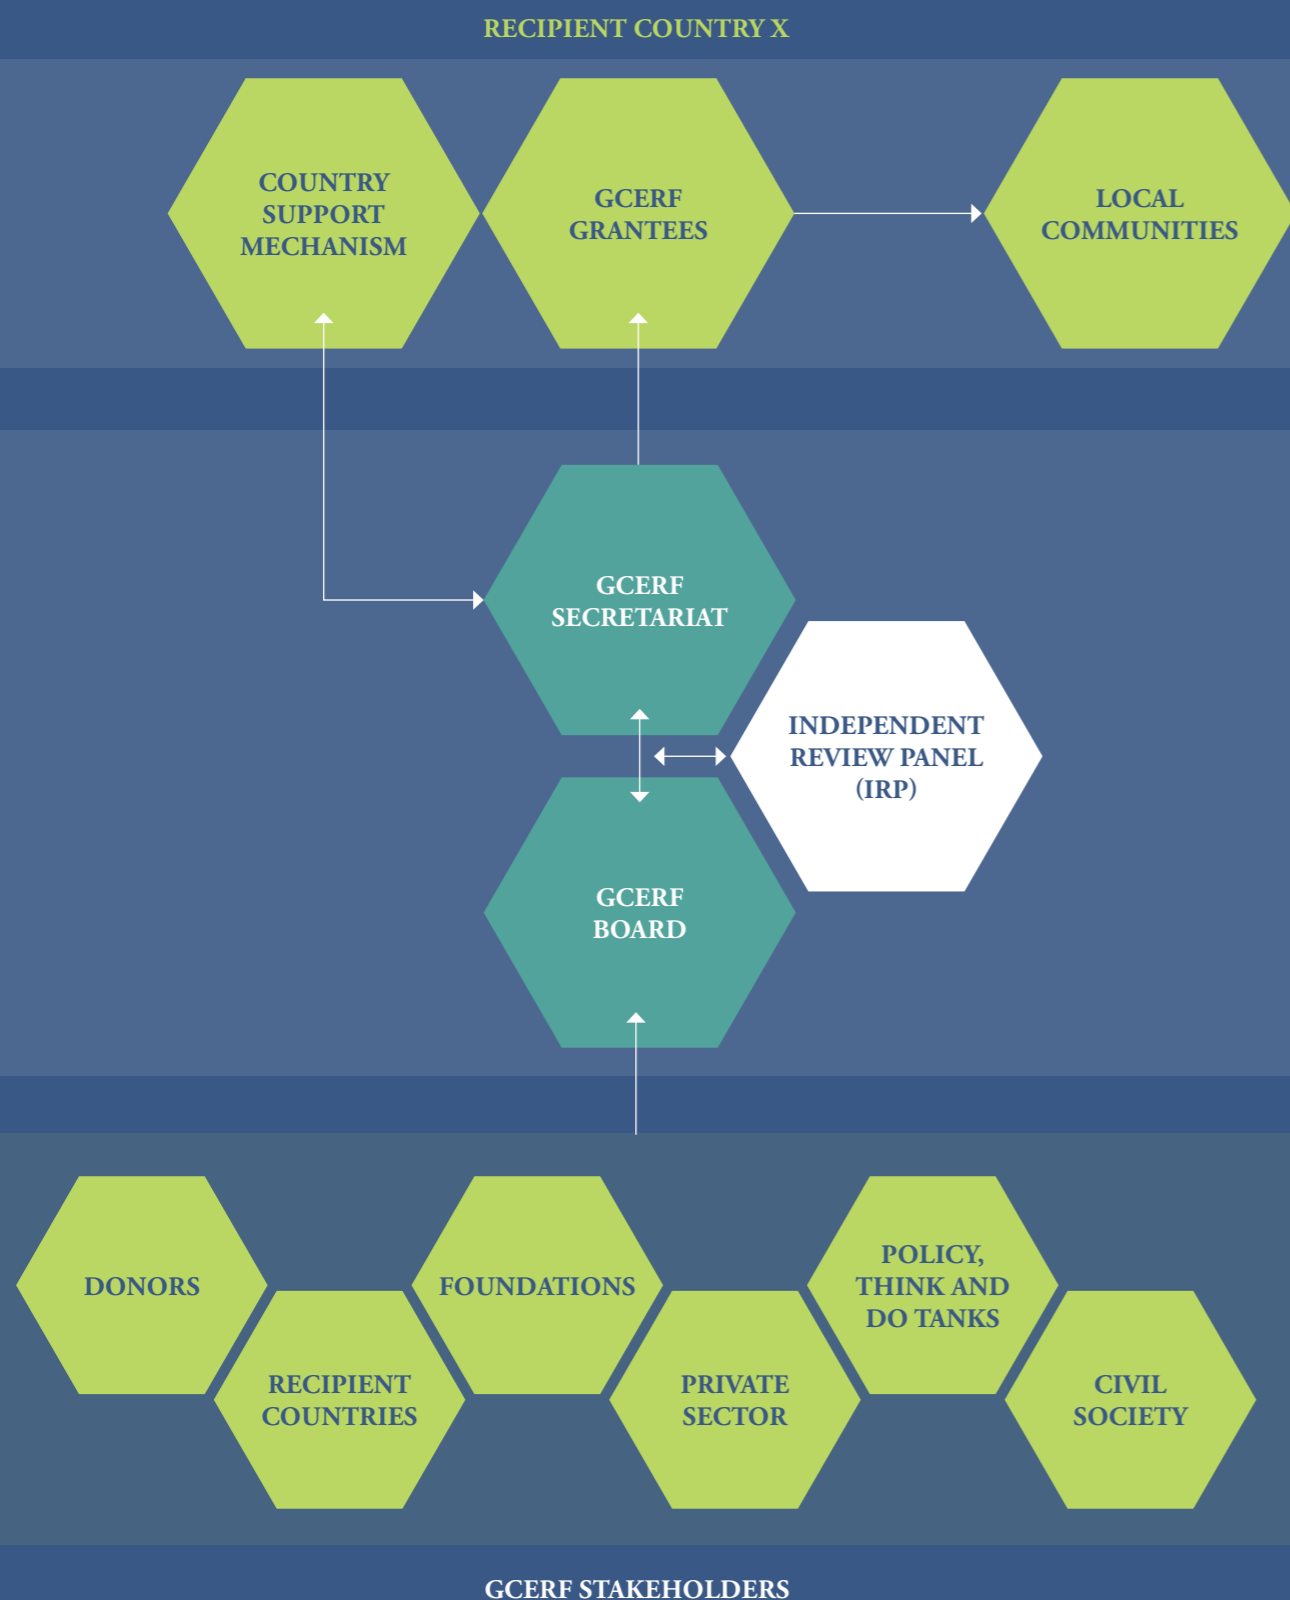 RECIPIENT COUNTRY X
COUNTRY
SUPPORT
MECHANISM
GCERF
GRANTEES
LOCAL
COMMUNITIES
GCERF
SECRETARIAT
INDEPENDENT
REVIEW PANEL
(IRP)
GCERF
BOARD
DONORS
RECIPIENT
COUNTRIES
FOUNDATIONS
PRIVATE
SECTOR
POLICY,
THINK AND
DO TANKS
CIVIL
SOCIETY
GCERF STAKEHOLDERS